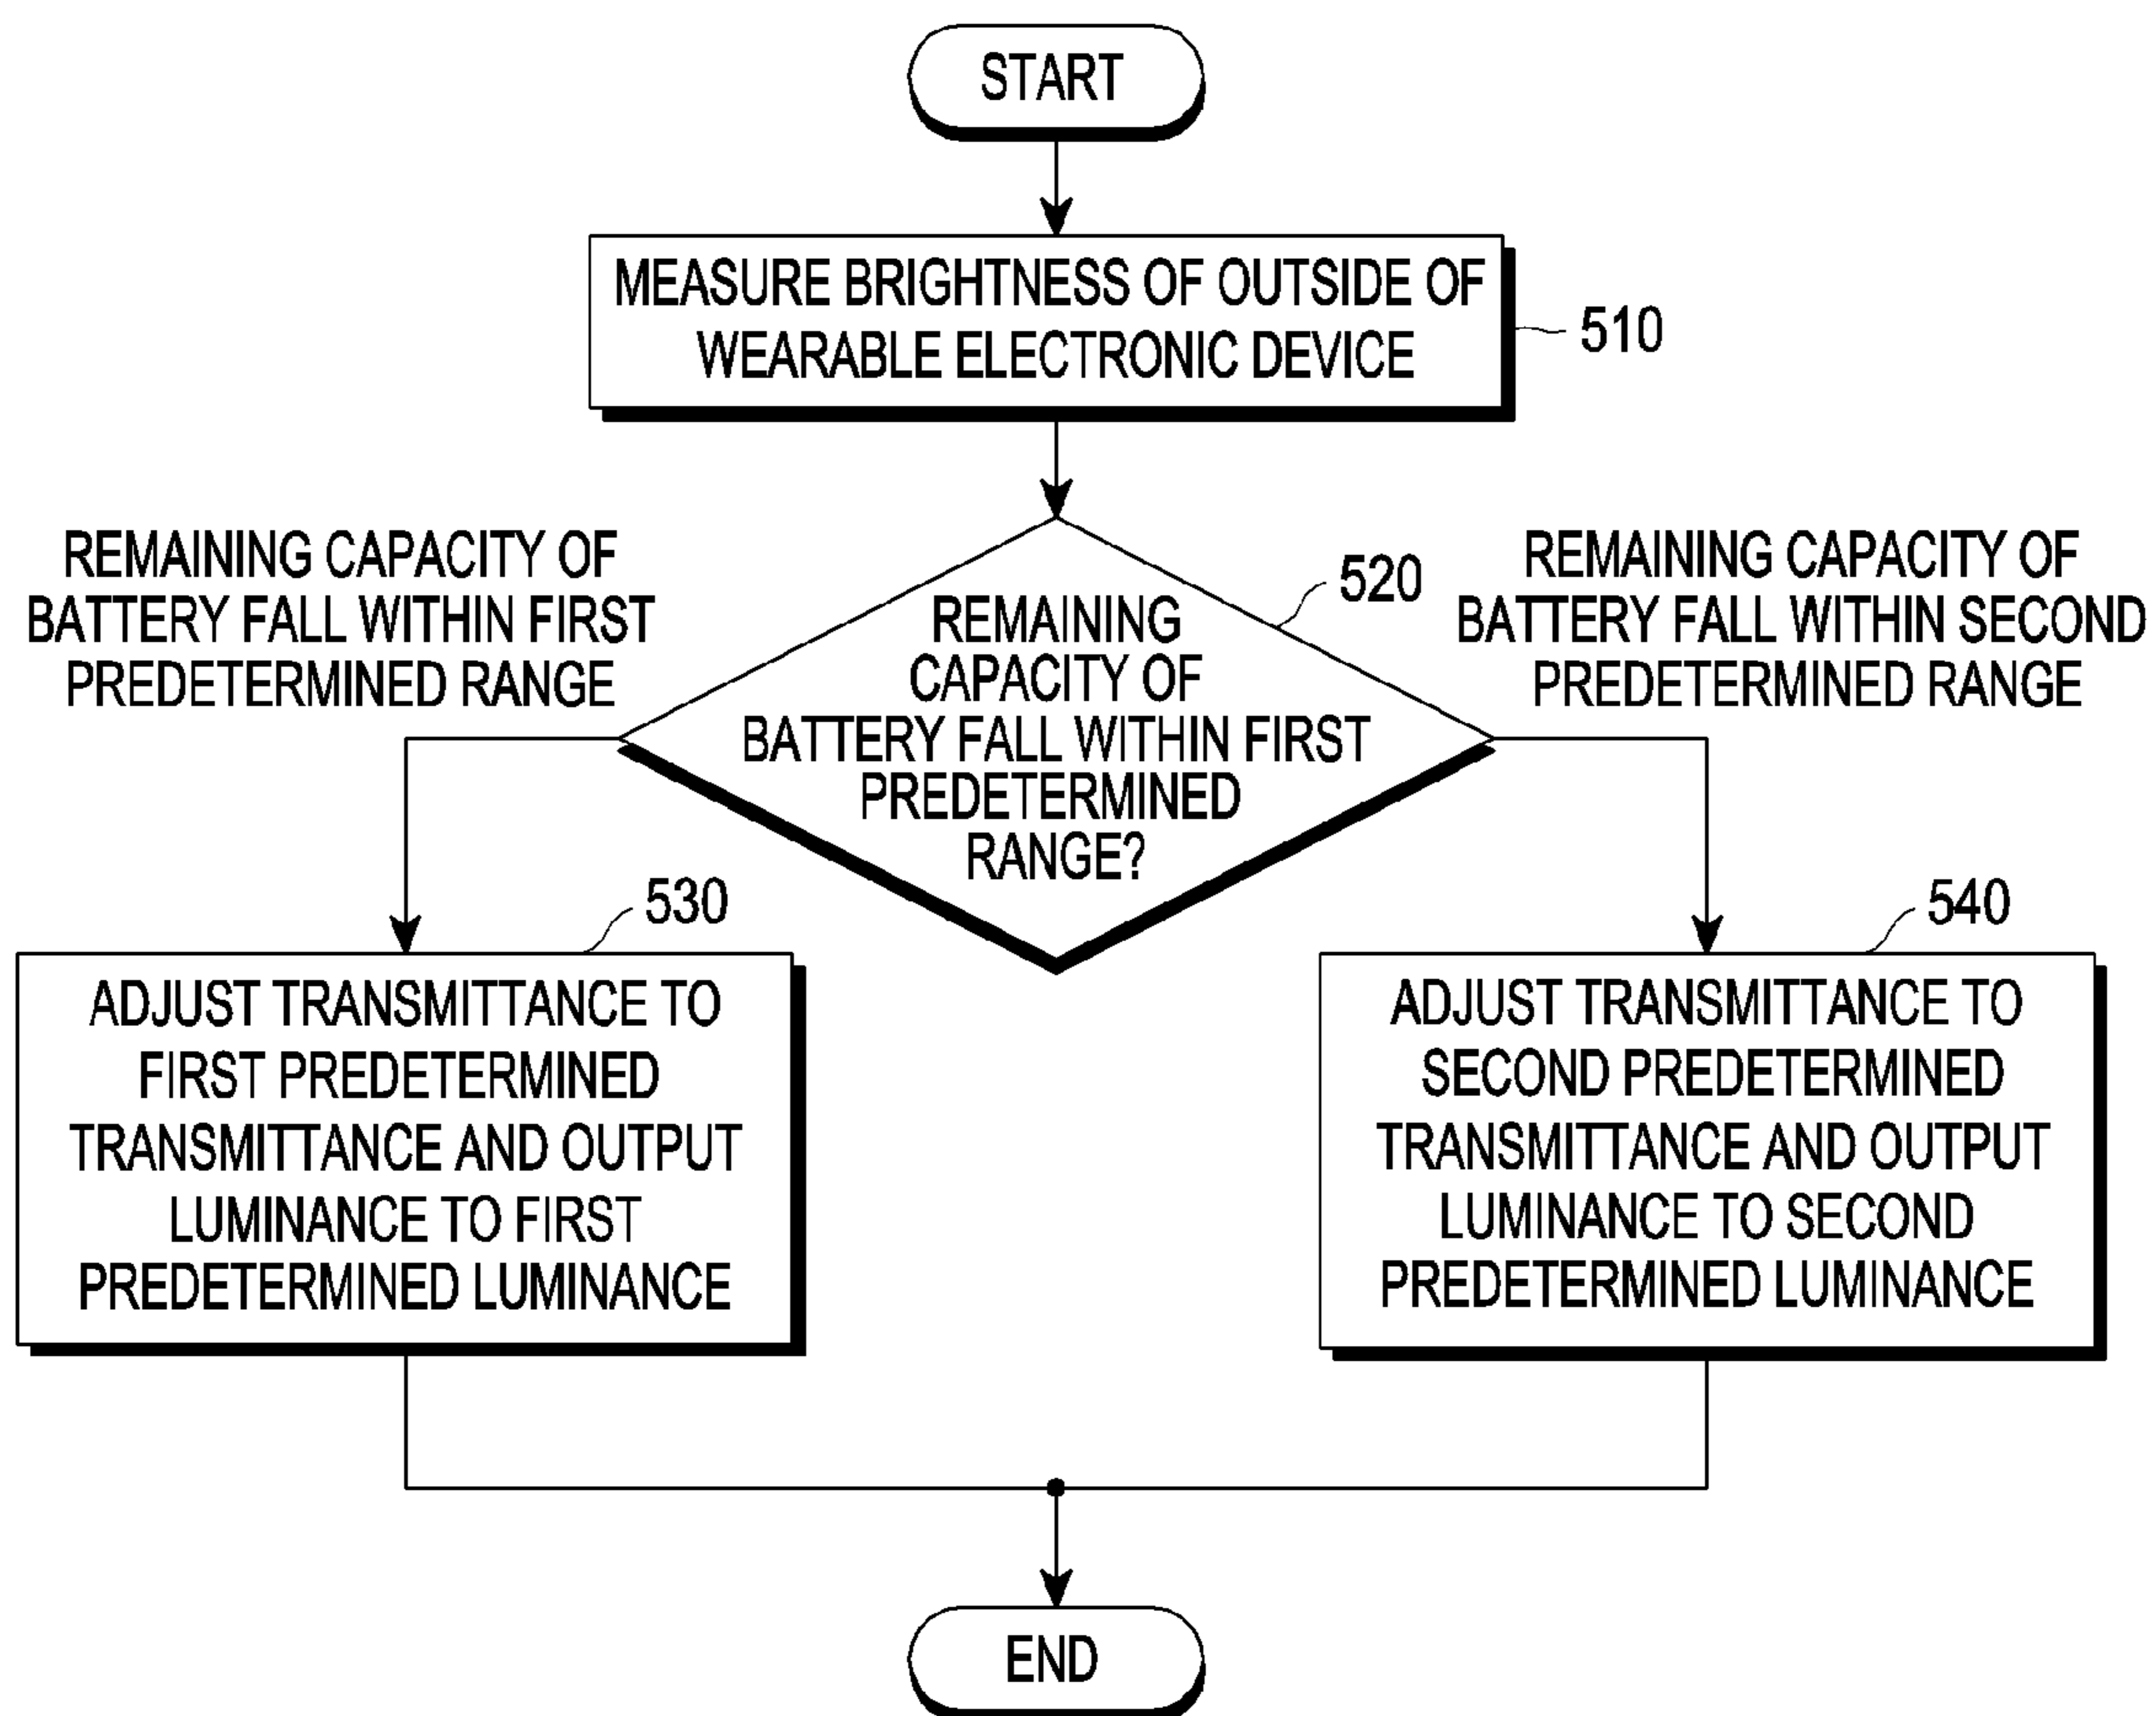 START
MEASURE BRIGHTNESS OF OUTSIDE OF
WEARABLE ELECTRONIC DEVICE
510
REMAINING CAPACITY OF
BATTERY FALL WITHIN FIRST
PREDETERMINED RANGE
520
REMAINING
CAPACITY OF
BATTERY FALL WITHIN FIRST
PREDETERMINED
RANGE?
REMAINING CAPACITY OF
BATTERY FALL WITHIN SECOND
PREDETERMINED RANGE
530
ADJUST TRANSMITTANCE TO
FIRST PREDETERMINED
TRANSMITTANCE AND OUTPUT
LUMINANCE TO FIRST
PREDETERMINED LUMINANCE
540
ADJUST TRANSMITTANCE TO
SECOND PREDETERMINED
TRANSMITTANCE AND OUTPUT
LUMINANCE TO SECOND
PREDETERMINED LUMINANCE
END